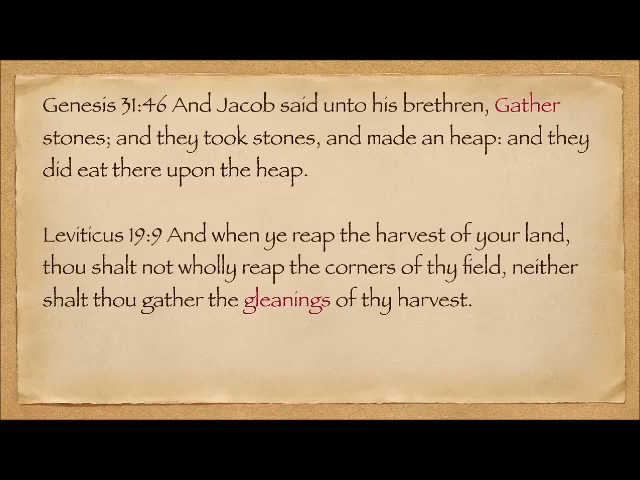 Genesis 31:46 And Jacob said unto his brethren, Gather
stones; and they took stones, and made an heap: and they
did eat there upon the heap.
Leviticus 19:9 And when ye reap the harvest of your land,
thou shalt not wholly reap the corners of thy field, neither
shalt thou gather the gleanings of thy harvest.